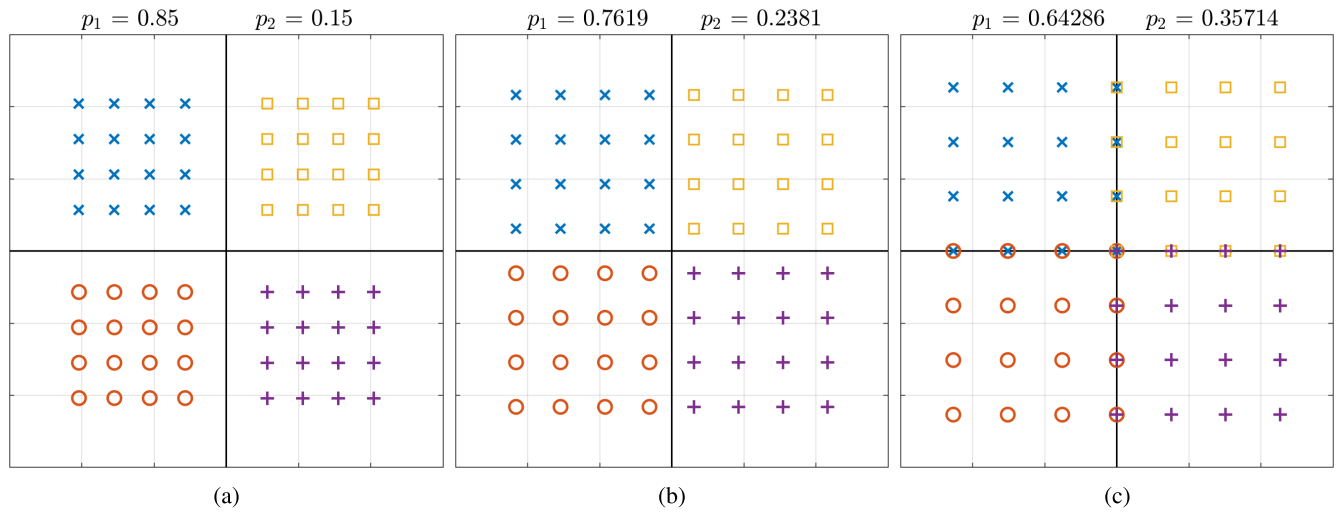 p₁ = 0.85 p₂ = 0.15
p₁ = 0.7619 p₂ = 0.2381
p₁ = 0.64286 p₂ = 0.35714
(a)
(b)
(c)